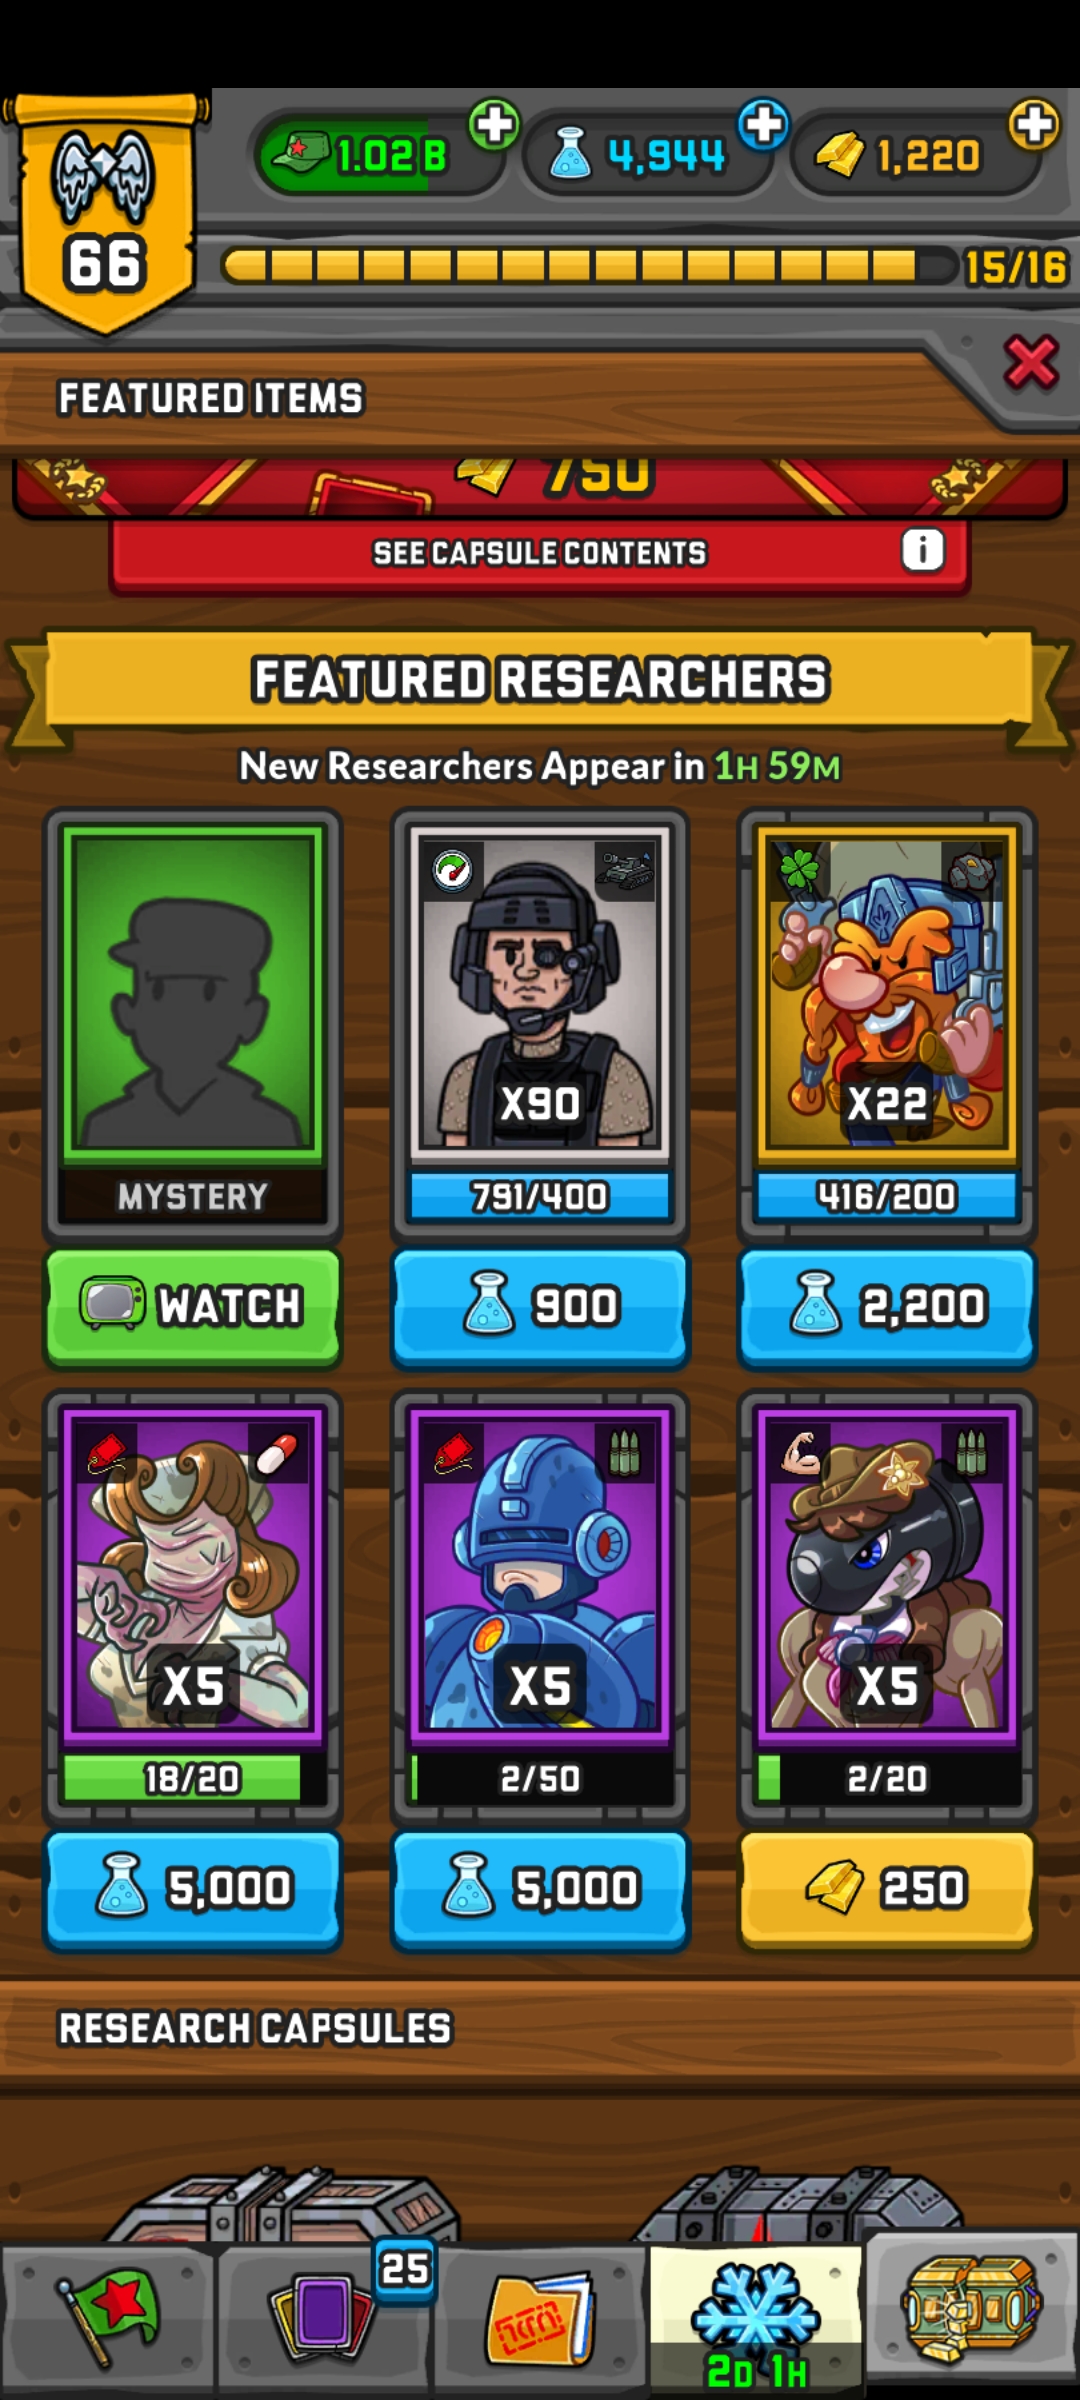 1.02 B
4,944
1,220
66
15/16
FEATURED ITEMS
750
SEE CAPSULE CONTENTS
i
FEATURED RESEARCHERS
New Researchers Appear in 1H 59M
X90
X22
MYSTERY
791/400
416/200
WATCH
900
2,200
X5
X5
X5
18/20
2/50
2/20
5,000
5,000
250
RESEARCH CAPSULES
25
2D 1H